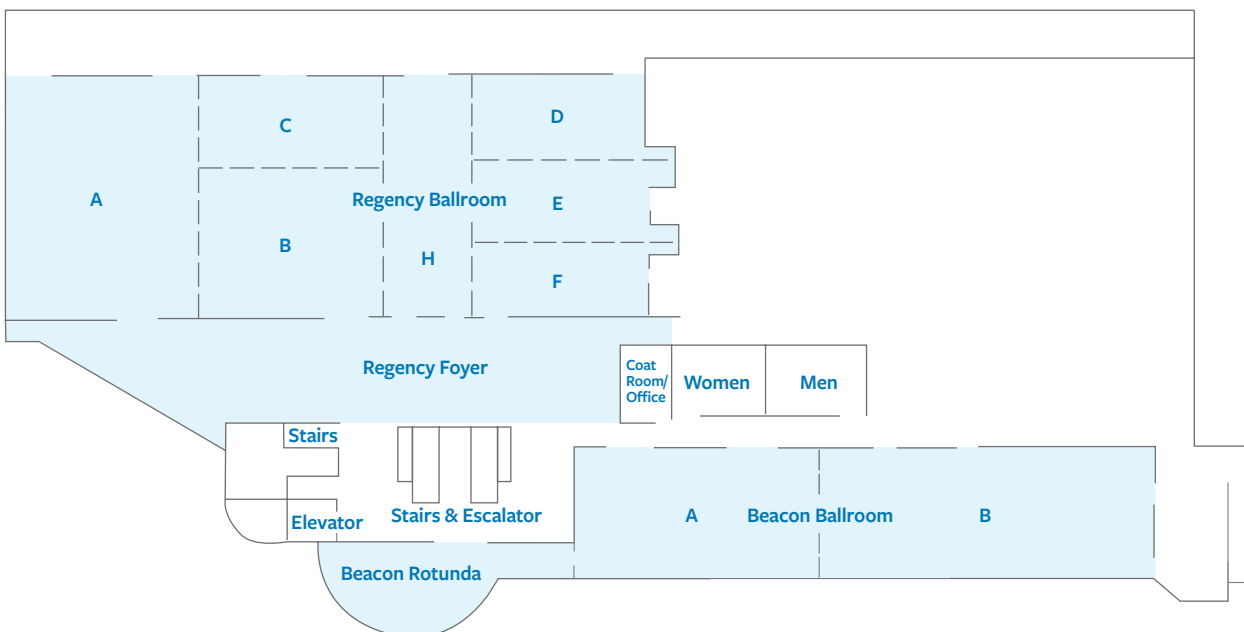 C
D
A
Regency Ballroom
E
B
H
F
Regency Foyer
Coat
Room/
Office
Women
Men
Stairs
Elevator
Stairs & Escalator
A
Beacon Ballroom
B
Beacon Rotunda